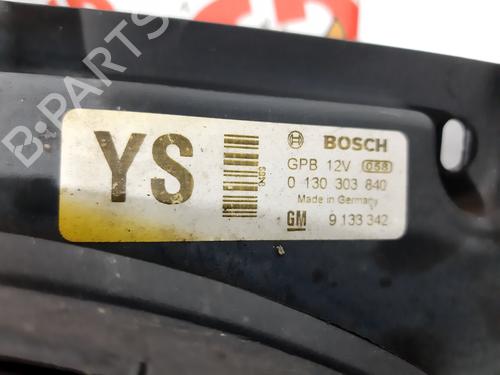 YS
BOSCH
GPB 12V 058
0 130 303 840
Made in Germany
GM 9 133 342
B-PARTS